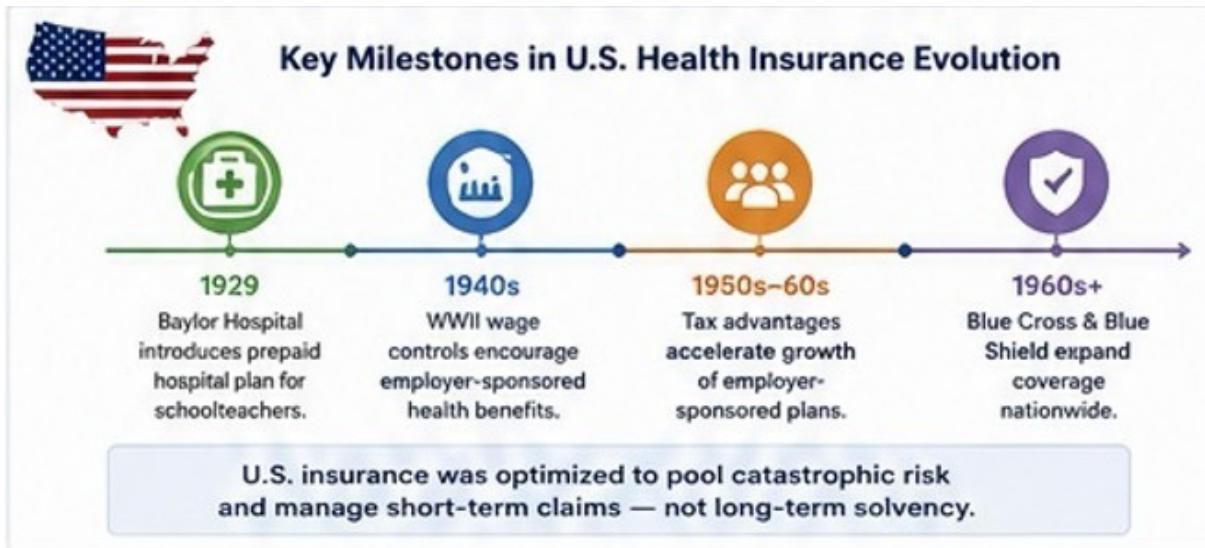 Key Milestones in U.S. Health Insurance Evolution
1929
Baylor Hospital
introduces prepaid
hospital plan for
schoolteachers.
1940s
WWII wage
controls encourage
employer-sponsored
health benefits.
1950s–60s
Tax advantages
accelerate growth
of employer-
sponsored plans.
1960s+
Blue Cross & Blue
Shield expand
coverage
nationwide.
U.S. insurance was optimized to pool catastrophic risk
and manage short-term claims — not long-term solvency.